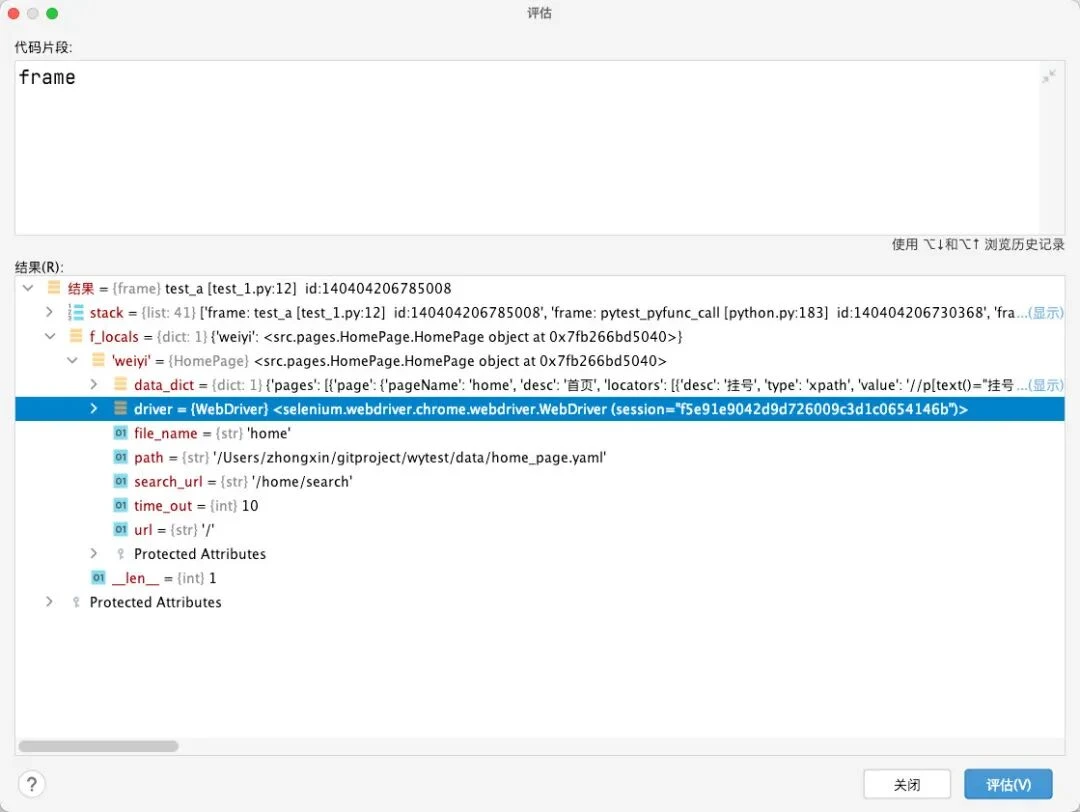 评估
代码片段:
frame
使用 ⌥↓和⌥↑ 浏览历史记录
结果(R):
结果 = {frame} test_a [test_1.py:12] id:140404206785008
stack = {list: 41} ['frame: test_a [test_1.py:12] id:140404206785008', 'frame: pytest_pyfunc_call [python.py:183] id:140404206730368', 'fra...(显示)
f_locals = {dict: 1} {'weiyi': <src.pages.HomePage.HomePage object at 0x7fb266bd5040>}
'weiyi' = {HomePage} <src.pages.HomePage.HomePage object at 0x7fb266bd5040>
data_dict = {dict: 1} {'pages': [{'page': {'pageName': 'home', 'desc': '首页', 'locators': [{'desc': '挂号', 'type': 'xpath', 'value': '//p[text()="挂号...(显示)
driver = {WebDriver} <selenium.webdriver.chrome.webdriver.WebDriver (session="f5e91e9042d9d726009c3d1c0654146b")>
01 file_name = {str} 'home'
01 path = {str} '/Users/zhongxin/gitproject/wytest/data/home_page.yaml'
01 search_url = {str} '/home/search'
01 time_out = {int} 10
01 url = {str} '/'
Protected Attributes
01 __len__ = {int} 1
Protected Attributes
?
关闭
评估(V)